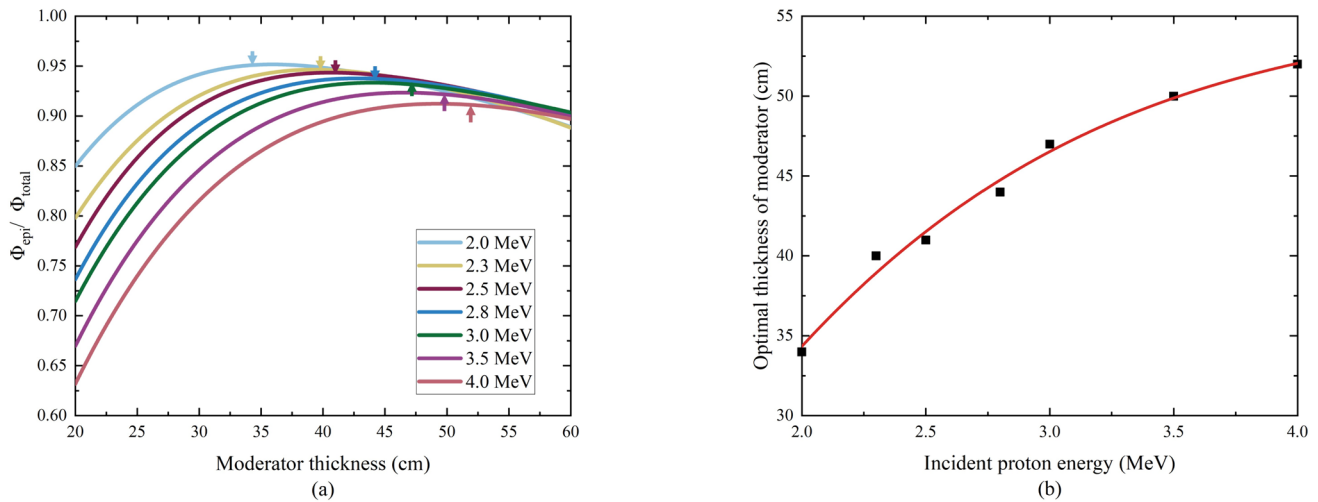 1.00
0.95
0.90
0.85
0.80
0.75
0.70
0.65
0.60
Φepi/ Φtotal
2.0 MeV
2.3 MeV
2.5 MeV
2.8 MeV
3.0 MeV
3.5 MeV
4.0 MeV
20 25 30 35 40 45 50 55 60
Moderator thickness (cm)
(a)
55
50
45
40
35
30
Optimal thickness of moderator (cm)
2.0 2.5 3.0 3.5 4.0
Incident proton energy (MeV)
(b)